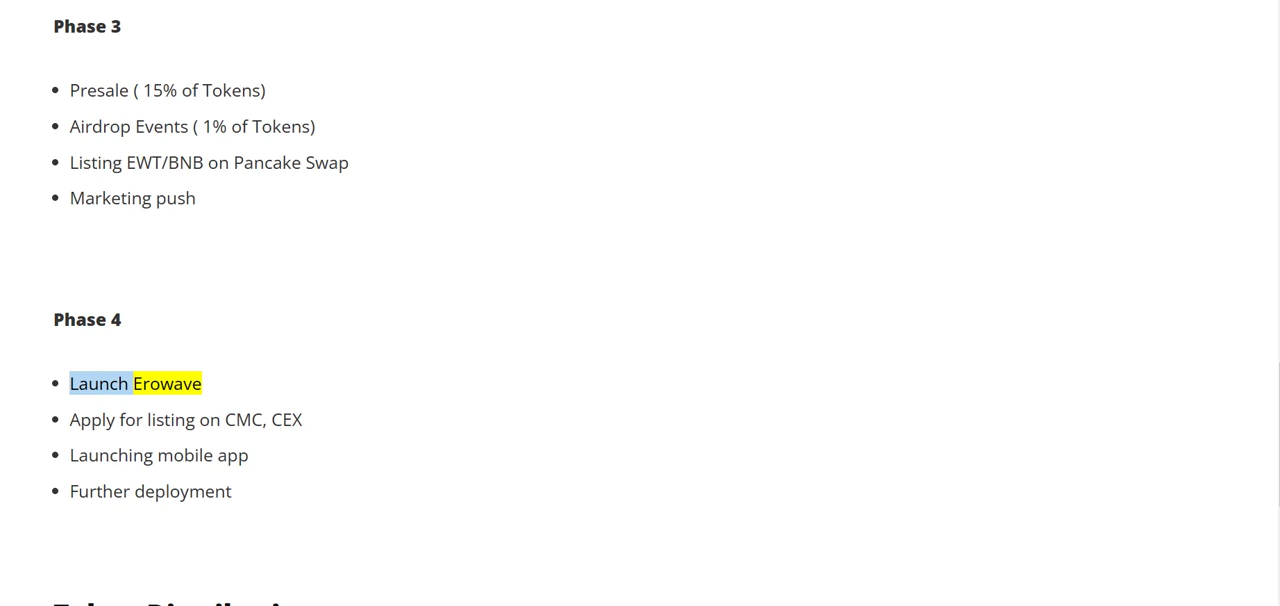 Phase 3
Presale ( 15% of Tokens)
Airdrop Events ( 1% of Tokens)
Listing EWT/BNB on Pancake Swap
Marketing push
Phase 4
Launch Erowave
Apply for listing on CMC, CEX
Launching mobile app
Further deployment